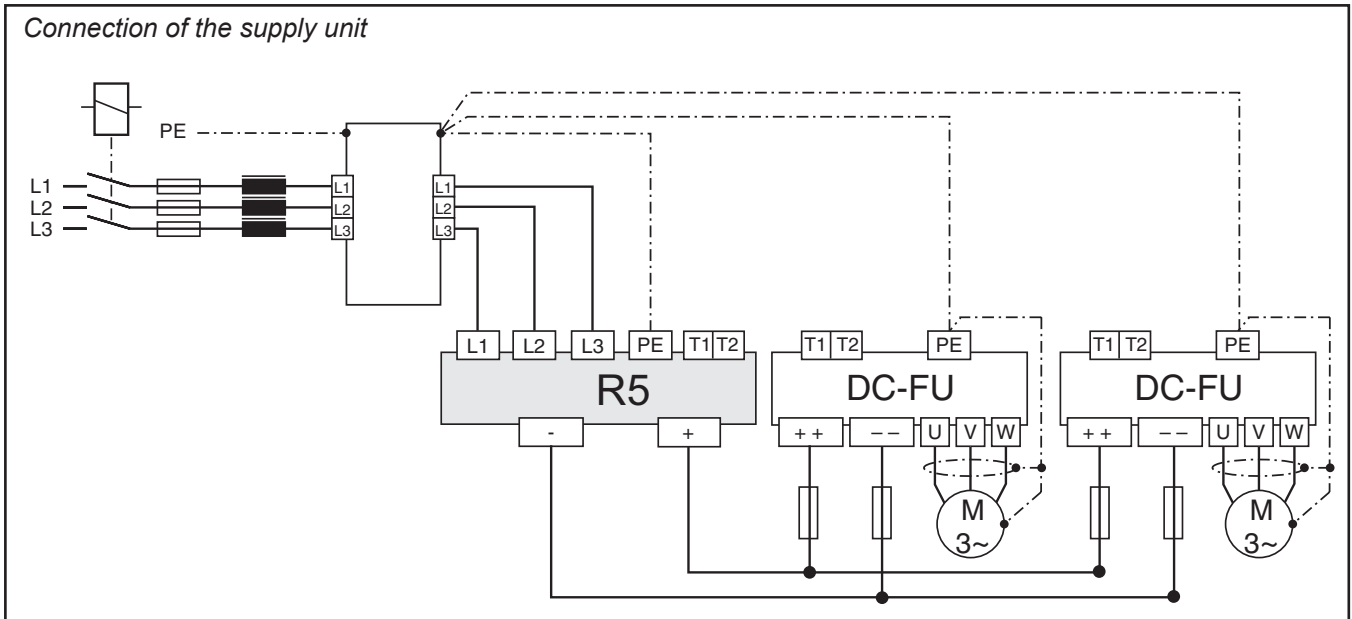 Connection of the supply unit
PE
L1
L2
L3
L1
L2
L3
L1
L2
L3
L1 L2 L3 PE T1 T2
R5
- +
T1 T2 PE
DC-FU
++ −− U V W
M
3~
T1 T2 PE
DC-FU
++ −− U V W
M
3~